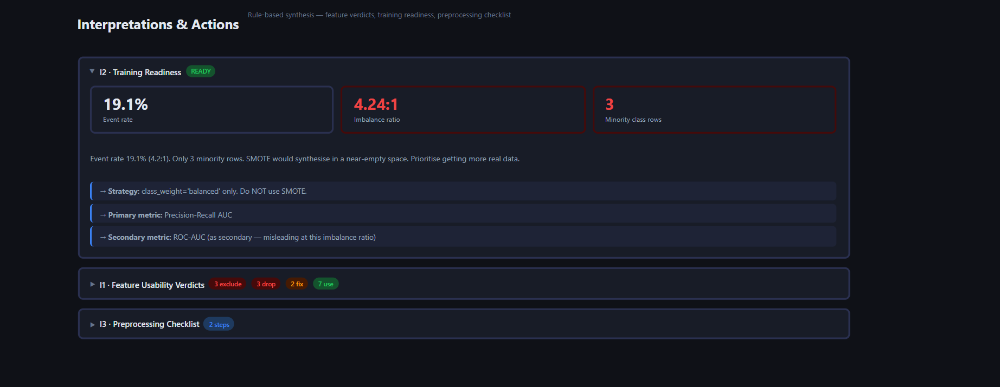 Interpretations & Actions
Rule-based synthesis — feature verdicts, training readiness, preprocessing checklist
▼ I2 · Training Readiness READY
19.1%
Event rate
4.24:1
Imbalance ratio
3
Minority class rows
Event rate 19.1% (4.2:1). Only 3 minority rows. SMOTE would synthesise in a near-empty space. Prioritise getting more real data.
→ Strategy: class_weight='balanced' only. Do NOT use SMOTE.
→ Primary metric: Precision-Recall AUC
→ Secondary metric: ROC-AUC (as secondary — misleading at this imbalance ratio)
▶ I1 · Feature Usability Verdicts 3 exclude 3 drop 2 fix 7 use
▶ I3 · Preprocessing Checklist 2 steps